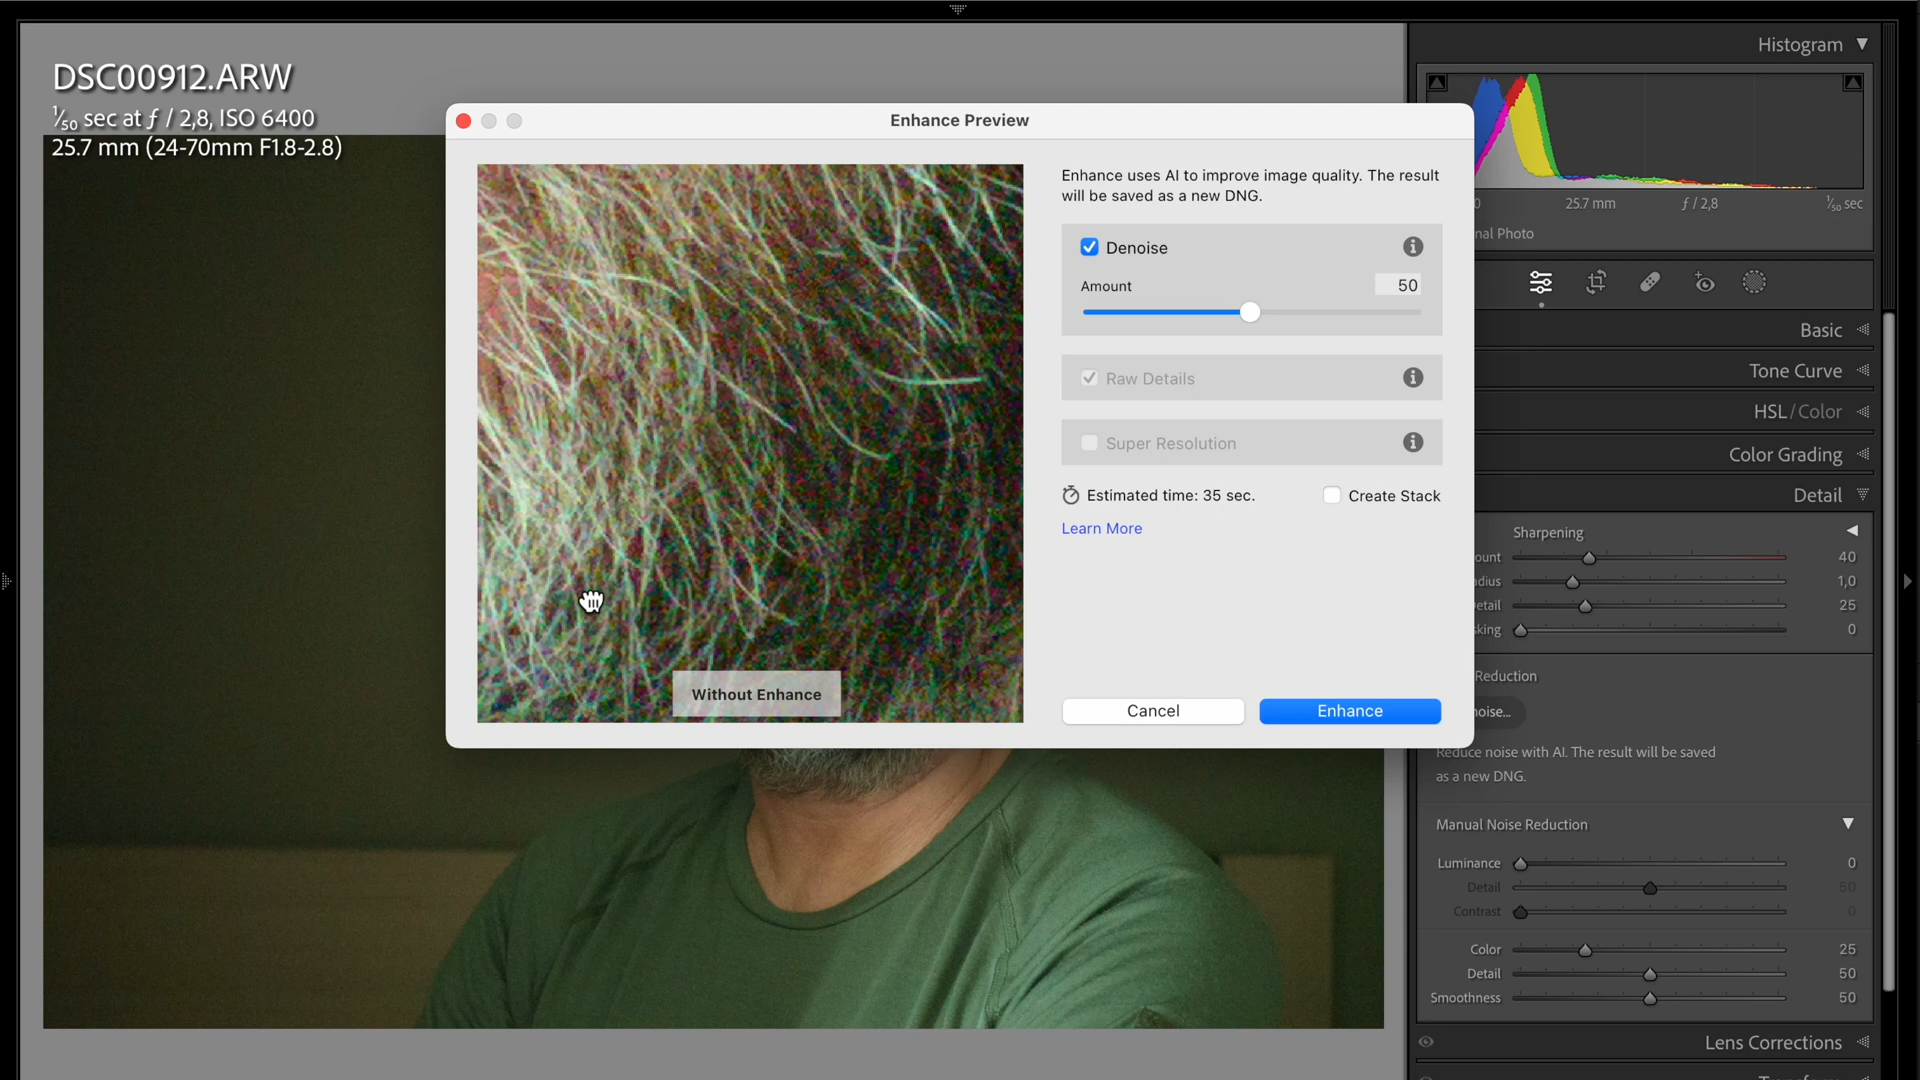 DSC00912.ARW
1/50 sec at ƒ / 2,8, ISO 6400
25.7 mm (24-70mm F1.8-2.8)
Enhance Preview
Without Enhance
Enhance uses AI to improve image quality. The result
will be saved as a new DNG.
Denoise
Amount 50
Raw Details
Super Resolution
Estimated time: 35 sec. Create Stack
Learn More
Cancel Enhance
Histogram
0 25.7 mm ƒ / 2,8 1/50 sec
nal Photo
Basic
Tone Curve
HSL / Color
Color Grading
Detail
Sharpening
ount 40
dius 1,0
etail 25
king 0
Reduction
oise...
Reduce noise with AI. The result will be saved
as a new DNG.
Manual Noise Reduction
Luminance 0
Detail 50
Contrast 0
Color 25
Detail 50
Smoothness 50
Lens Corrections